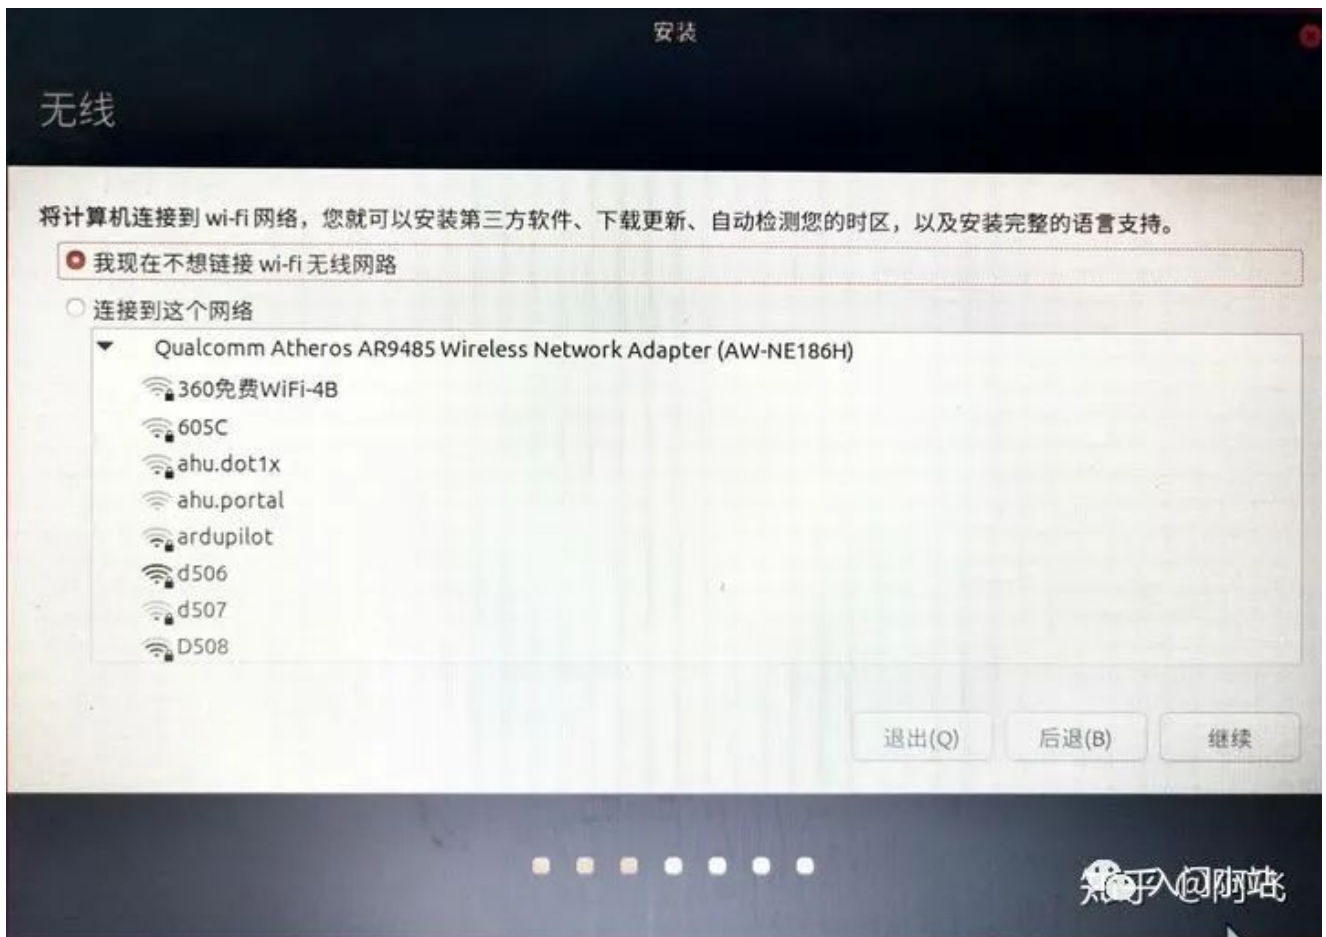 安装
无线
将计算机连接到 wi-fi 网络，您就可以安装第三方软件、下载更新、自动检测您的时区，以及安装完整的语言支持。
我现在不想链接 wi-fi 无线网路
连接到这个网络
Qualcomm Atheros AR9485 Wireless Network Adapter (AW-NE186H)
360免费WiFi-4B
605C
ahu.dot1x
ahu.portal
ardupilot
d506
d507
D508
退出(Q)
后退(B)
继续